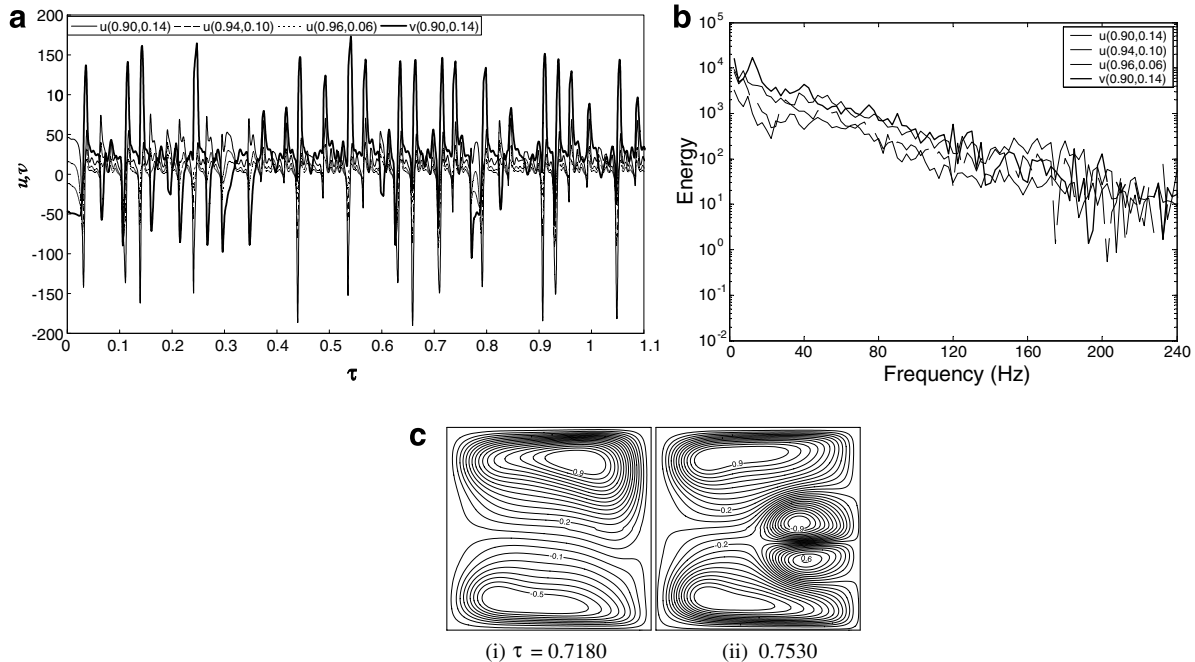 a
u(0.90,0.14) u(0.94,0.10) u(0.96,0.06) v(0.90,0.14)
200
150
100
50
0
-50
-100
-150
-200
u,v
0 0.1 0.2 0.3 0.4 0.5 0.6 0.7 0.8 0.9 1 1.1
τ
b
10^5
10^4
10^3
10^2
10^1
10^0
10^-1
10^-2
Energy
u(0.90,0.14)
u(0.94,0.10)
u(0.96,0.06)
v(0.90,0.14)
0 40 80 120 160 200 240
Frequency (Hz)
c
0.9
0.2
-0.1
-0.5
0.9
0.2
-0.9
-0.2
0.6
(i) τ = 0.7180
(ii) 0.7530